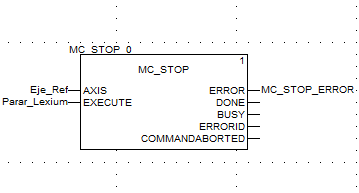 MC_STOP_0
1
MC_STOP
Eje_Ref AXIS ERROR MC_STOP_ERROR
Parar_Lexium EXECUTE DONE
BUSY
ERRORID
COMMANDABORTED